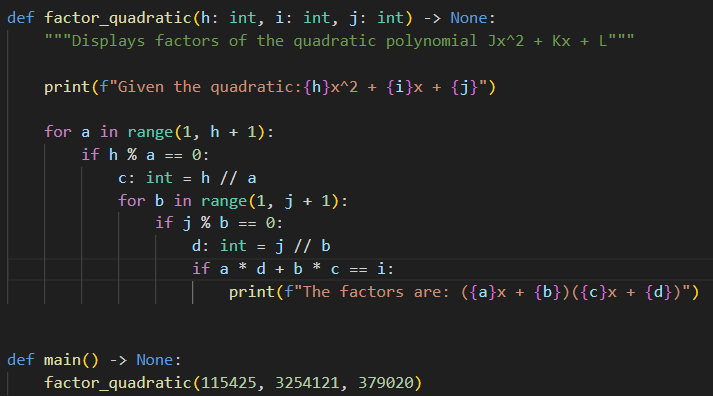 def factor_quadratic(h: int, i: int, j: int) -> None:
    """Displays factors of the quadratic polynomial Jx^2 + Kx + L"""
    print(f"Given the quadratic:{h}x^2 + {i}x + {j}")
    for a in range(1, h + 1):
        if h % a == 0:
            c: int = h // a
            for b in range(1, j + 1):
                if j % b == 0:
                    d: int = j // b
                    if a * d + b * c == i:
                        print(f"The factors are: ({a}x + {b})({c}x + {d})")
def main() -> None:
    factor_quadratic(115425, 3254121, 379020)